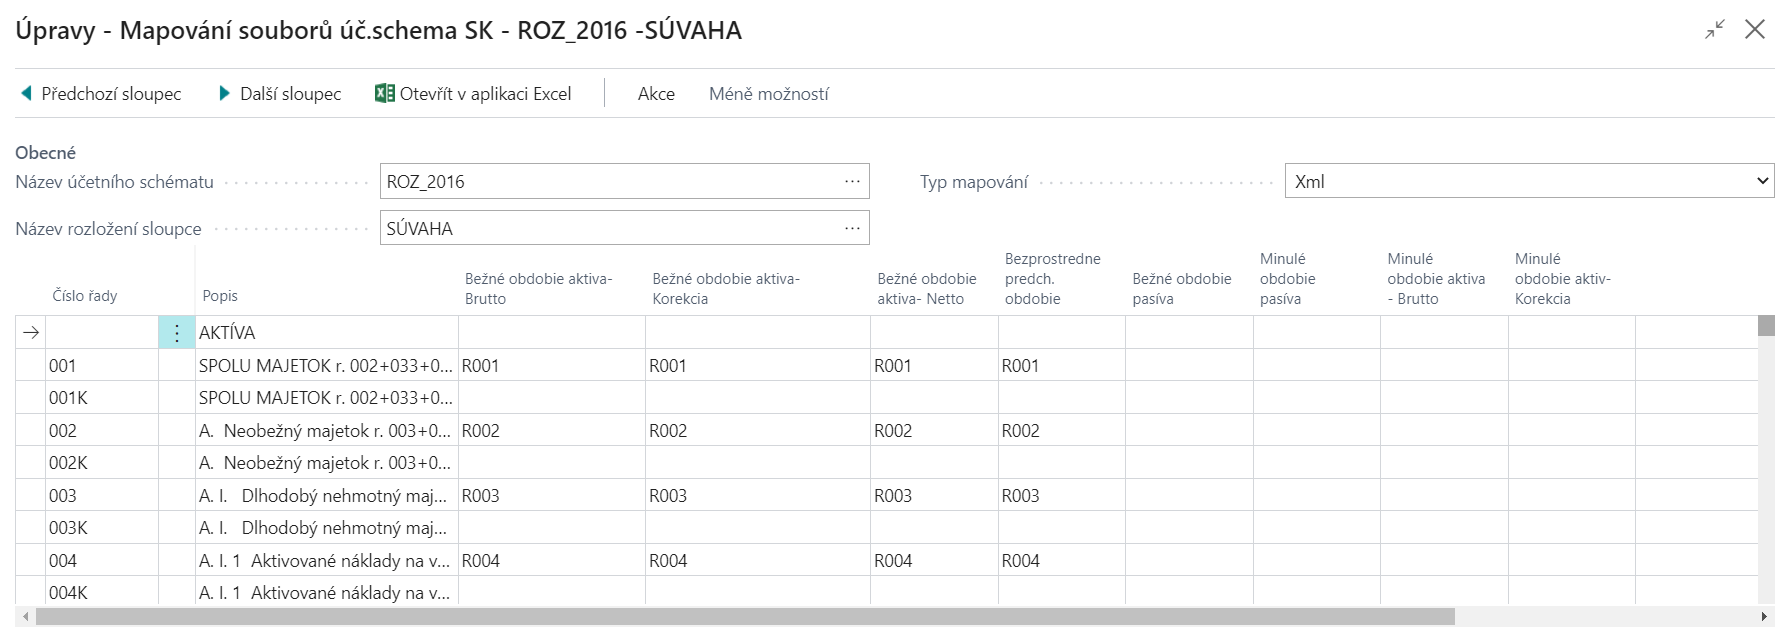 Úpravy - Mapování souborů úč.schema SK - ROZ_2016 -SÚVAHA
Předchozí sloupec Další sloupec Otevřít v aplikaci Excel Akce Méně možností
Obecné
Název účetního schématu ROZ_2016 Typ mapování Xml
Název rozložení sloupce SÚVAHA
Číslo řady Popis Bežné obdobie aktiva- Brutto Bežné obdobie aktiva- Korekcia Bežné obdobie aktiva- Netto Bezprostredne predch. obdobie Bežné obdobie pasíva Minulé obdobie pasíva Minulé obdobie aktiva - Brutto Minulé obdobie aktiv- Korekcia
AKTÍVA
001 SPOLU MAJETOK r. 002+033+0... R001 R001 R001 R001
001K SPOLU MAJETOK r. 002+033+0...
002 A. Neobežný majetok r. 003+0... R002 R002 R002 R002
002K A. Neobežný majetok r. 003+0...
003 A. I. Dlhodobý nehmotný maj... R003 R003 R003 R003
003K A. I. Dlhodobý nehmotný maj...
004 A. I. 1 Aktivované náklady na v... R004 R004 R004 R004
004K A. I. 1 Aktivované náklady na v...